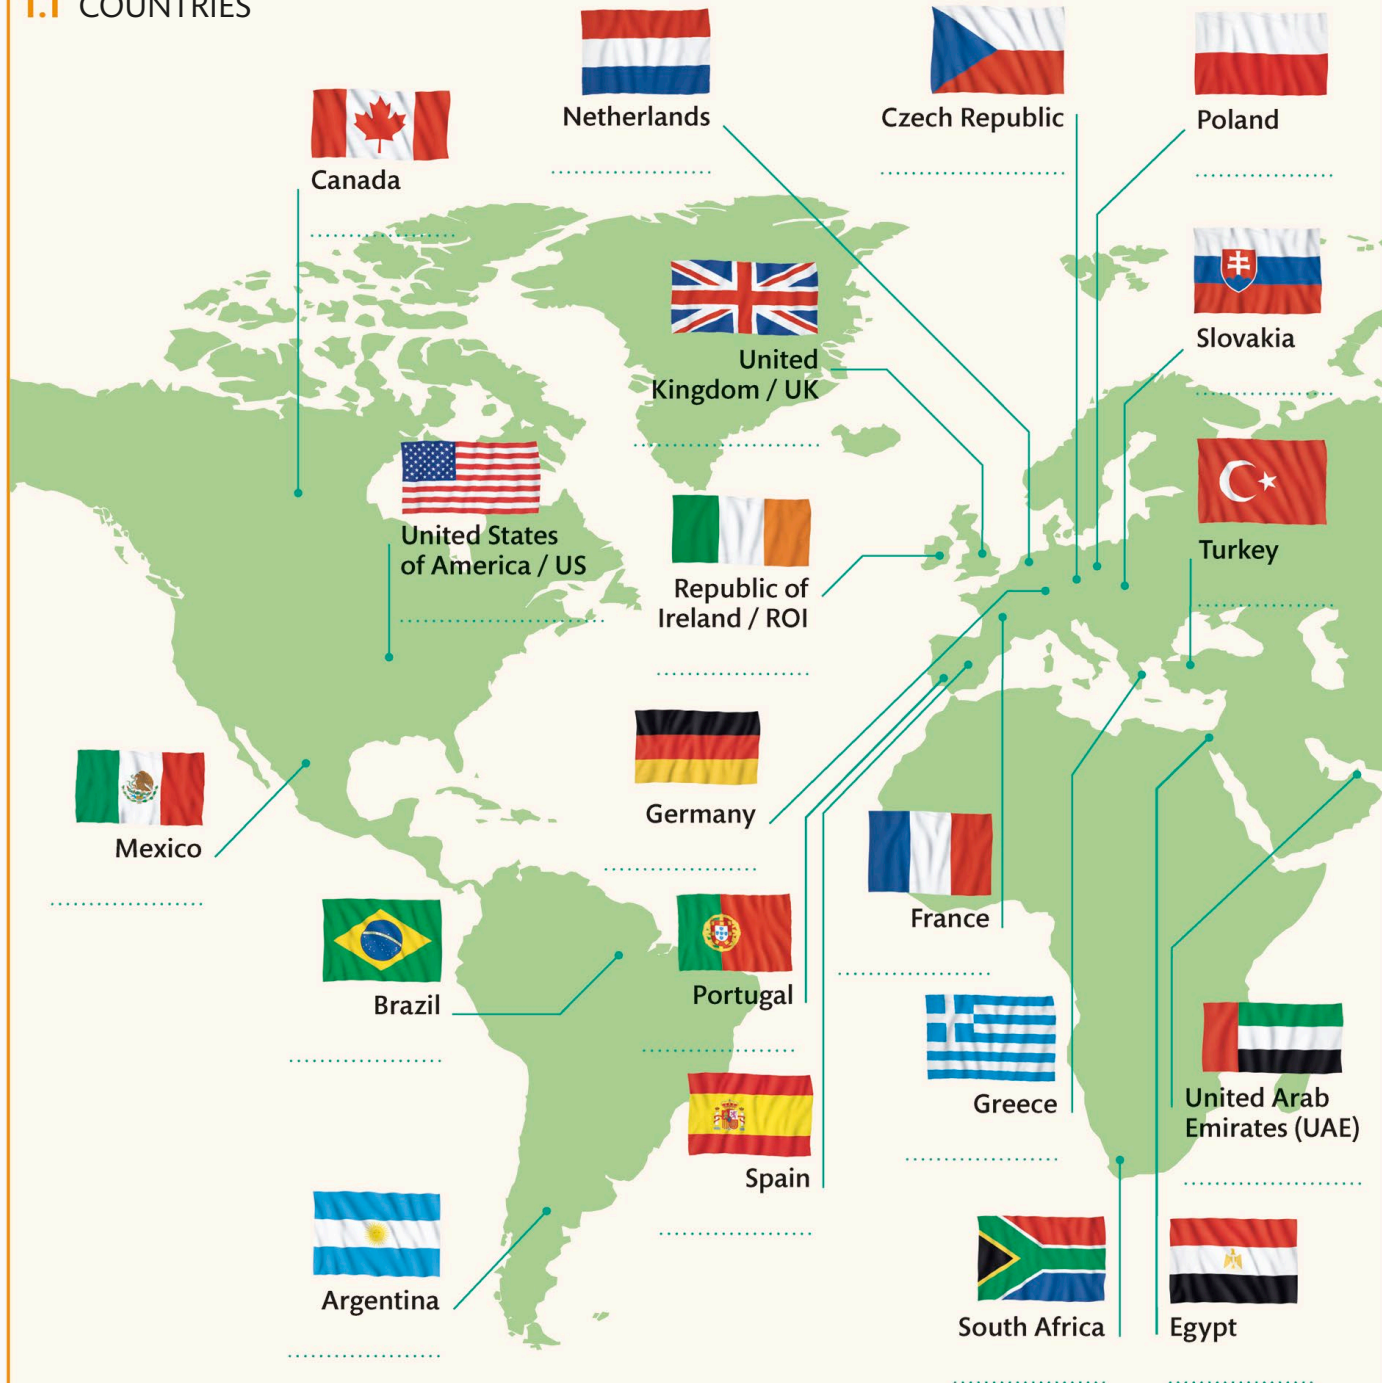 1.1 COUNTRIES
Netherlands
Czech Republic
Poland
Canada
Slovakia
United
Kingdom / UK
United States
of America / US
Turkey
Republic of
Ireland / ROI
Germany
Mexico
France
Brazil
Portugal
Greece
United Arab
Emirates (UAE)
Spain
Argentina
South Africa
Egypt